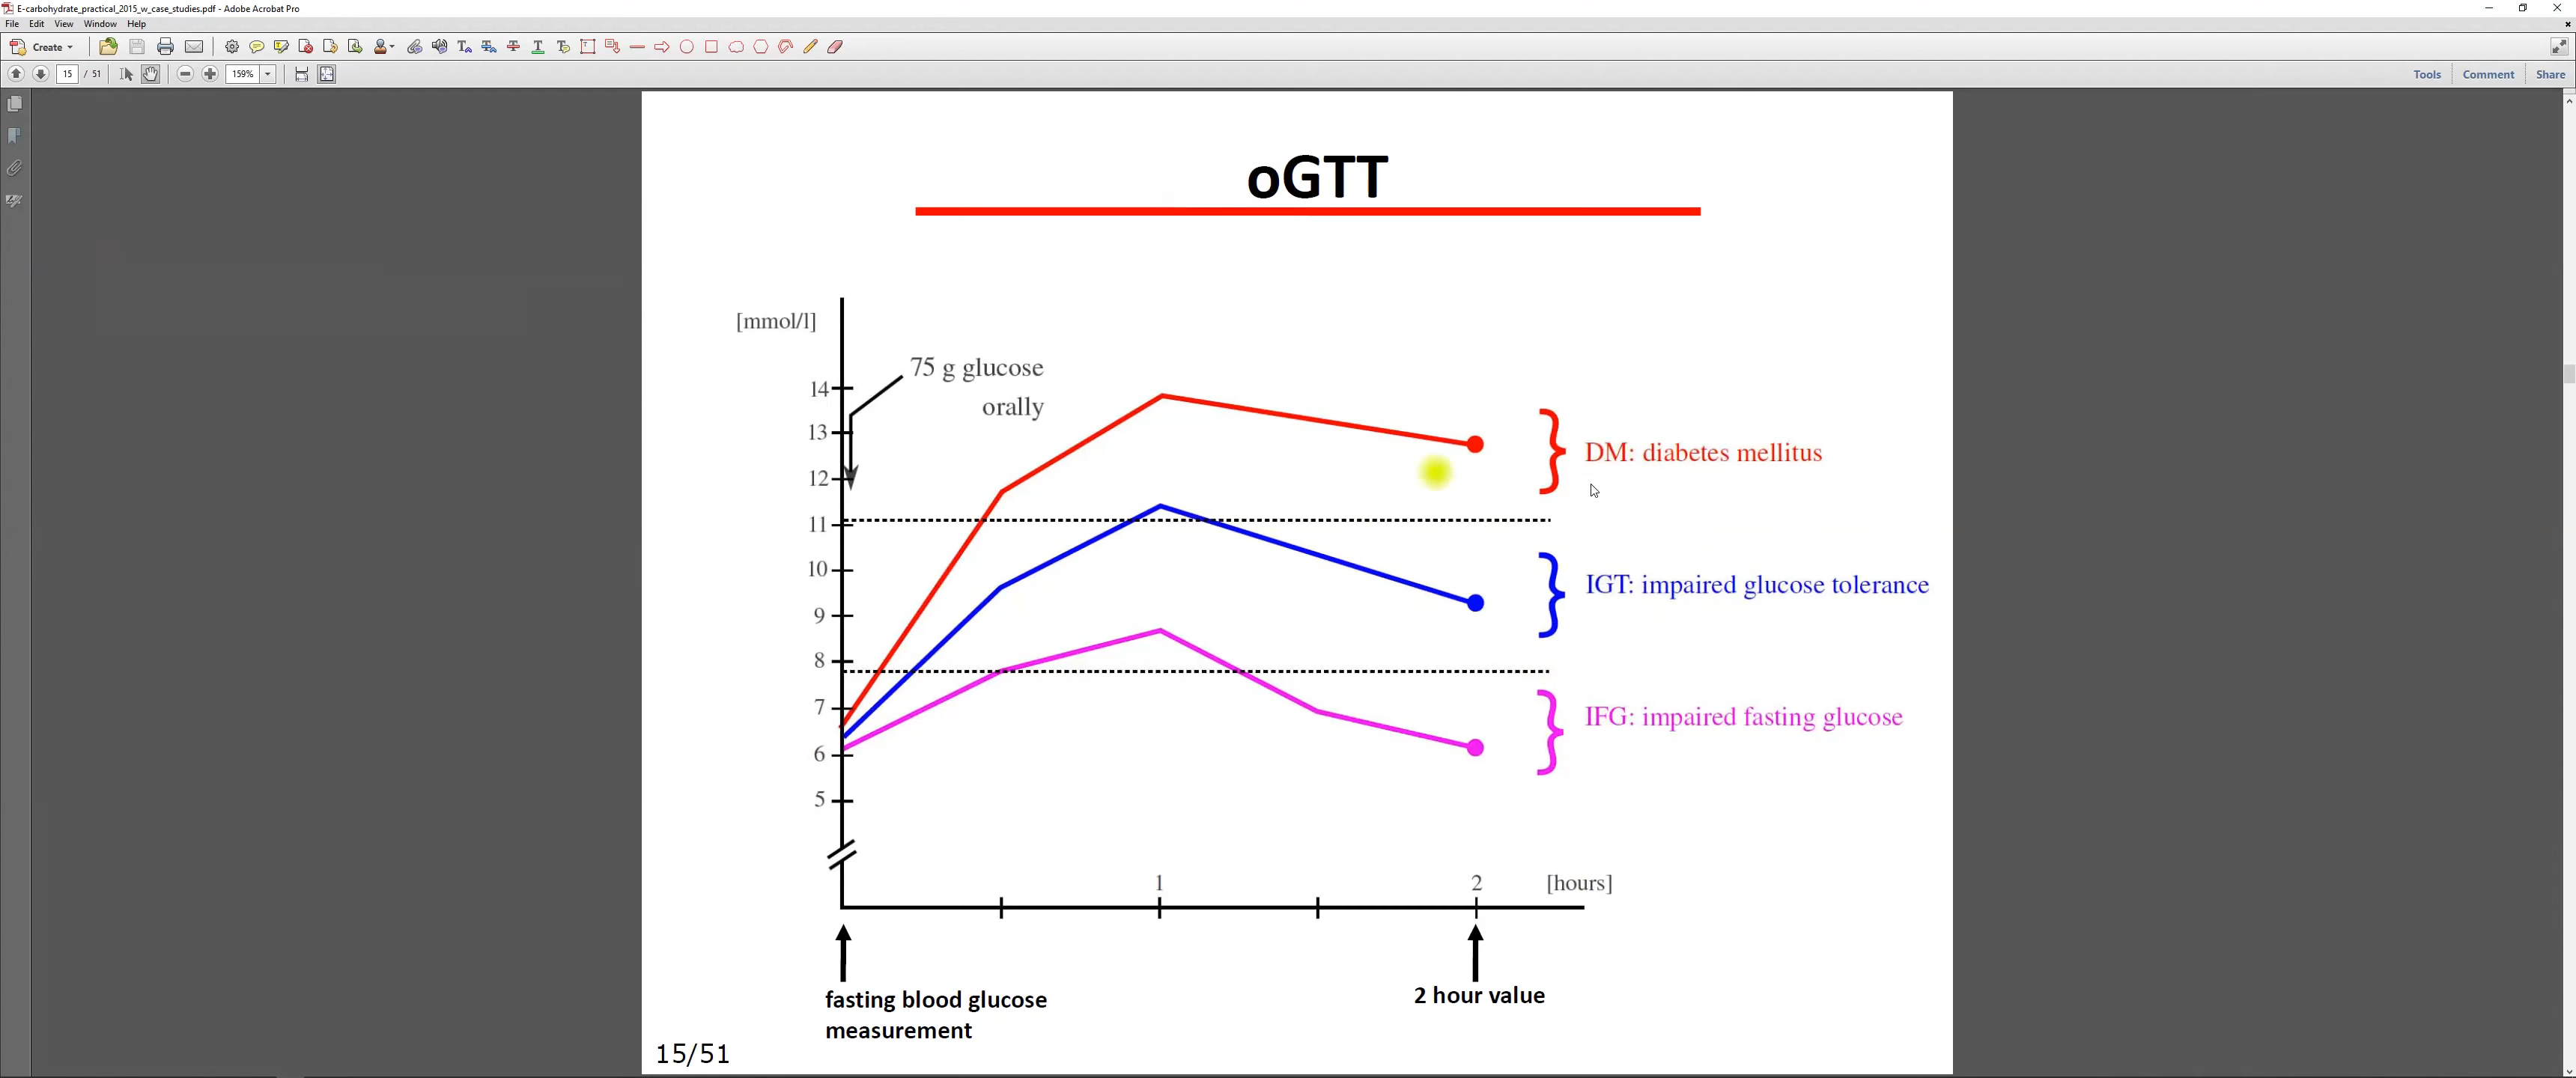 E-carbohydrate_practical_2015_w_case_studies.pdf - Adobe Acrobat Pro
File Edit View Window Help
Create
15 / 51 159% Tools Comment Share
oGTT
[mmol/l]
75 g glucose
orally
14
13
12
11
10
9
8
7
6
5
DM: diabetes mellitus
IGT: impaired glucose tolerance
IFG: impaired fasting glucose
1 2 [hours]
fasting blood glucose
measurement
2 hour value
15/51